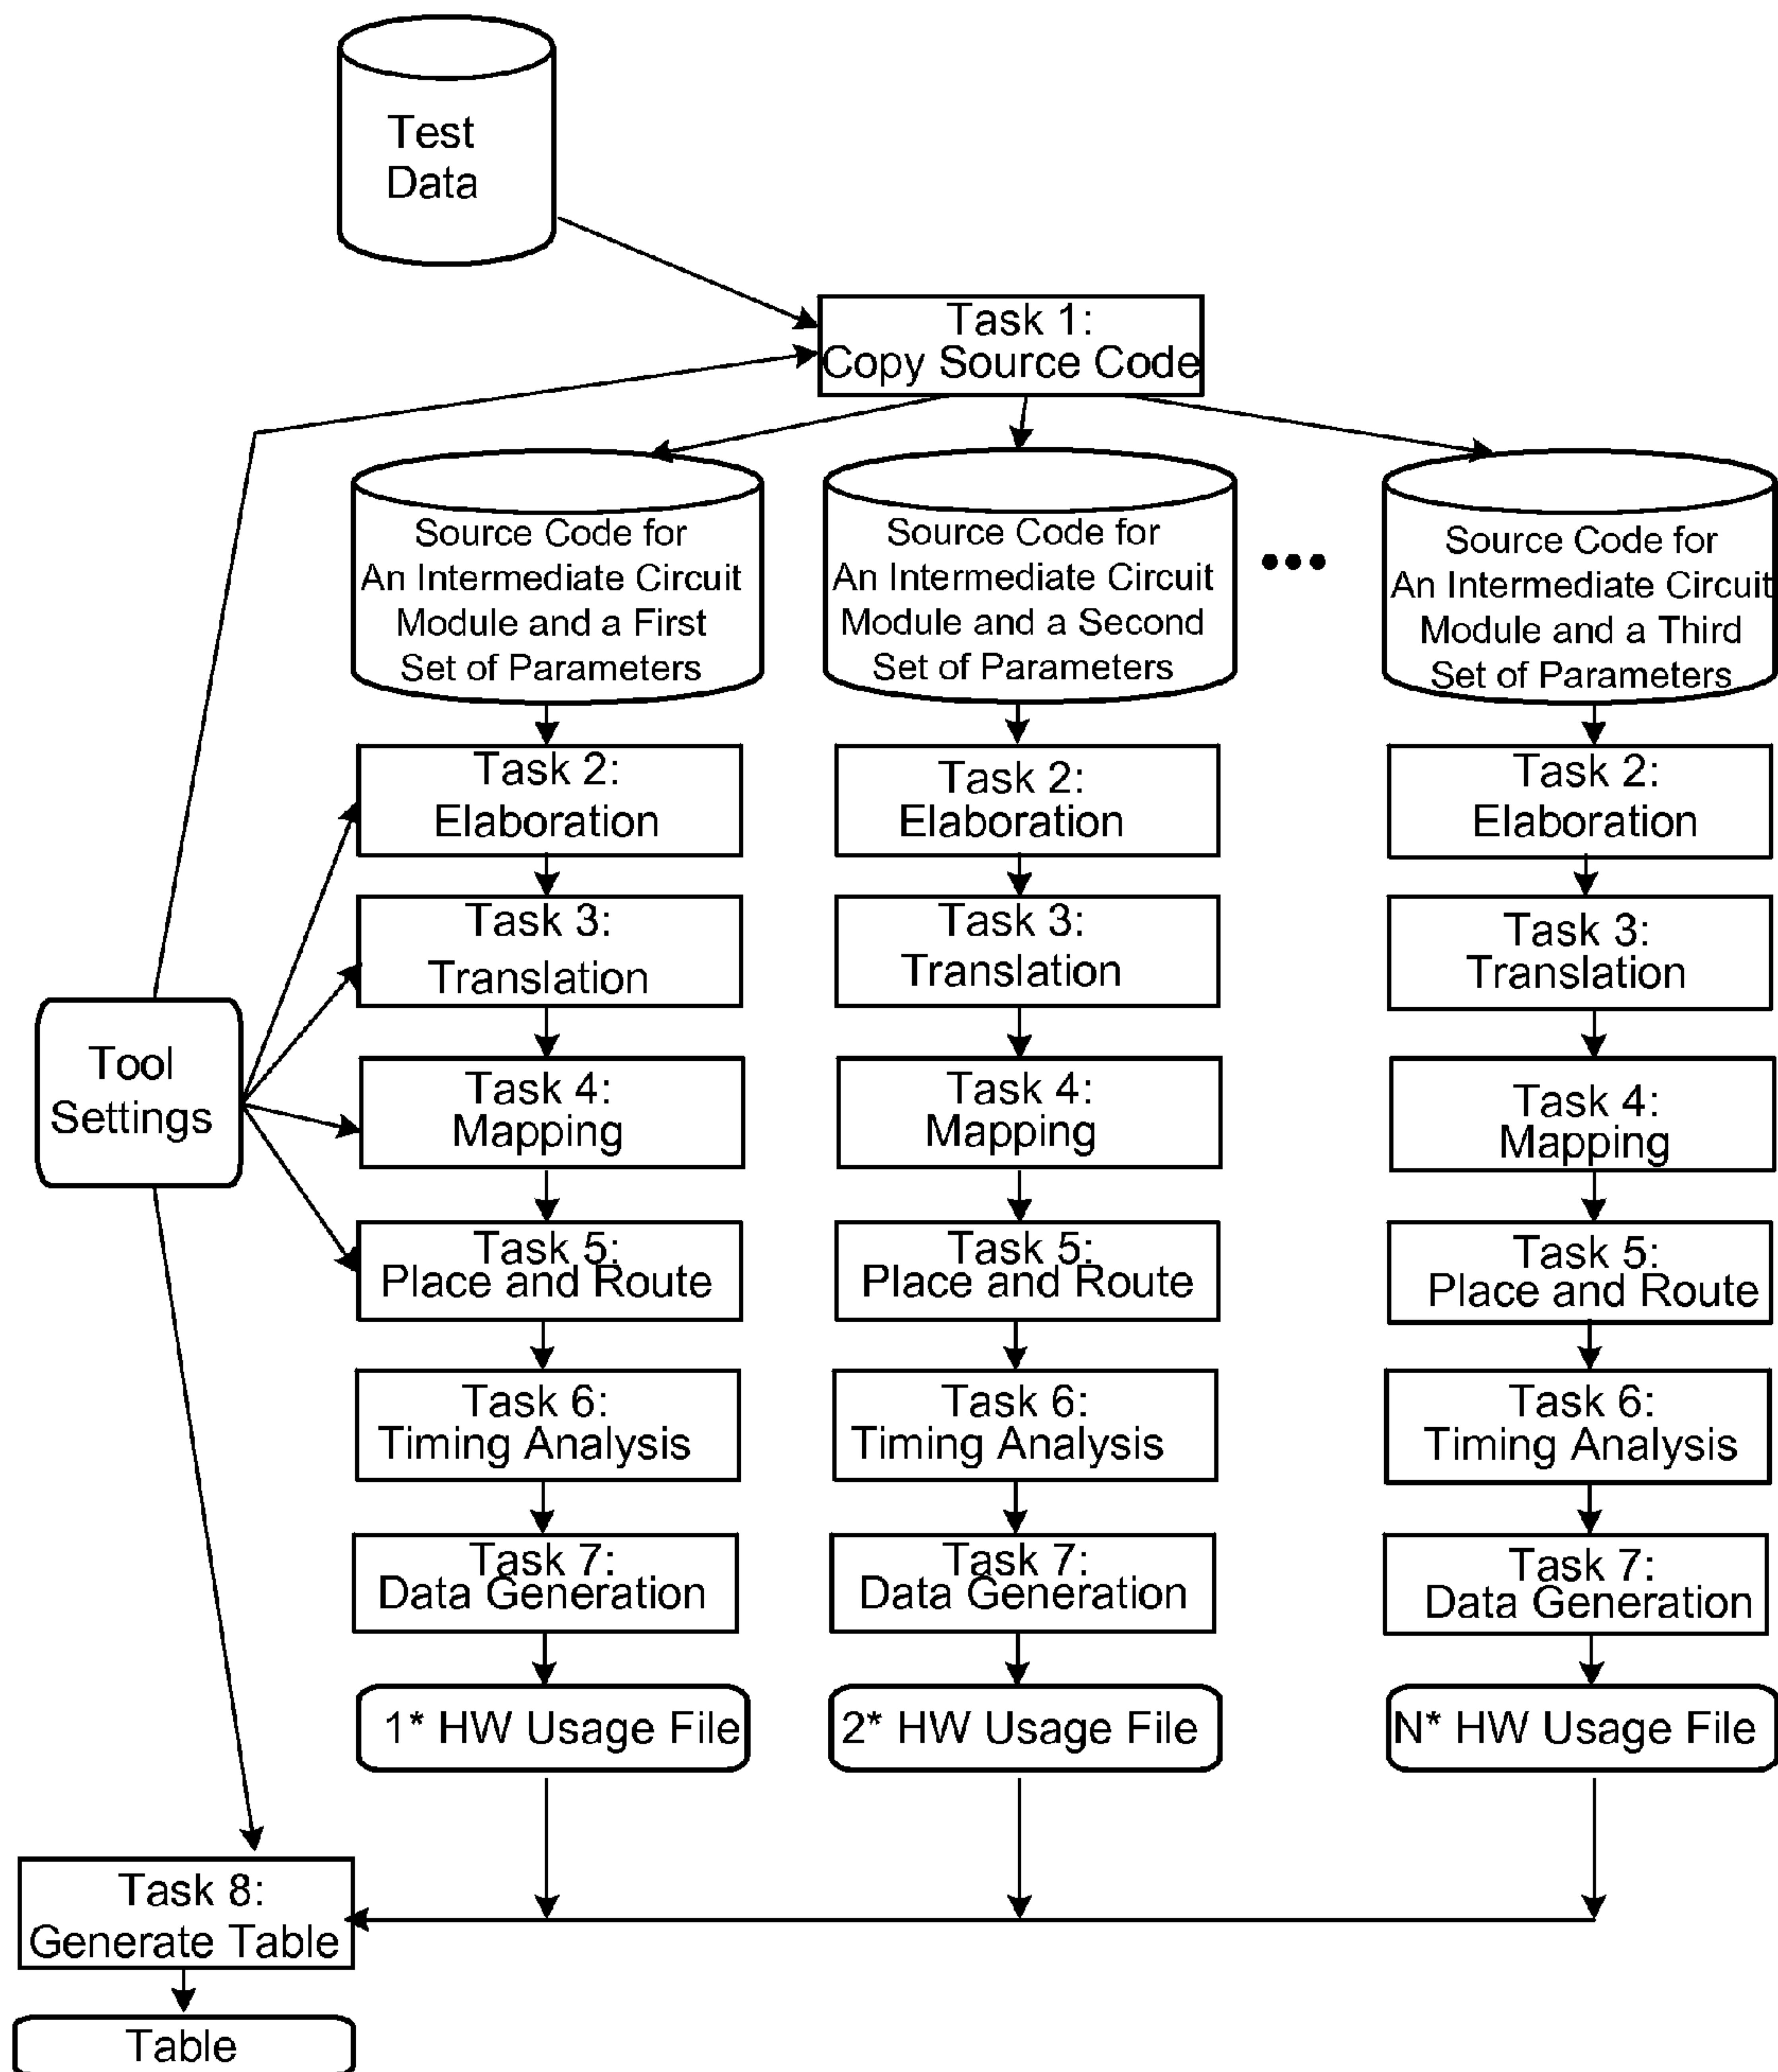 Test
Data
Task 1:
Copy Source Code
Source Code for
An Intermediate Circuit
Module and a First
Set of Parameters
Source Code for
An Intermediate Circuit
Module and a Second
Set of Parameters
•••
Source Code for
An Intermediate Circuit
Module and a Third
Set of Parameters
Task 2:
Elaboration
Task 2:
Elaboration
Task 2:
Elaboration
Task 3:
Translation
Task 3:
Translation
Task 3:
Translation
Tool
Settings
Task 4:
Mapping
Task 4:
Mapping
Task 4:
Mapping
Task 5:
Place and Route
Task 5:
Place and Route
Task 5:
Place and Route
Task 6:
Timing Analysis
Task 6:
Timing Analysis
Task 6:
Timing Analysis
Task 7:
Data Generation
Task 7:
Data Generation
Task 7:
Data Generation
1* HW Usage File
2* HW Usage File
N* HW Usage File
Task 8:
Generate Table
Table